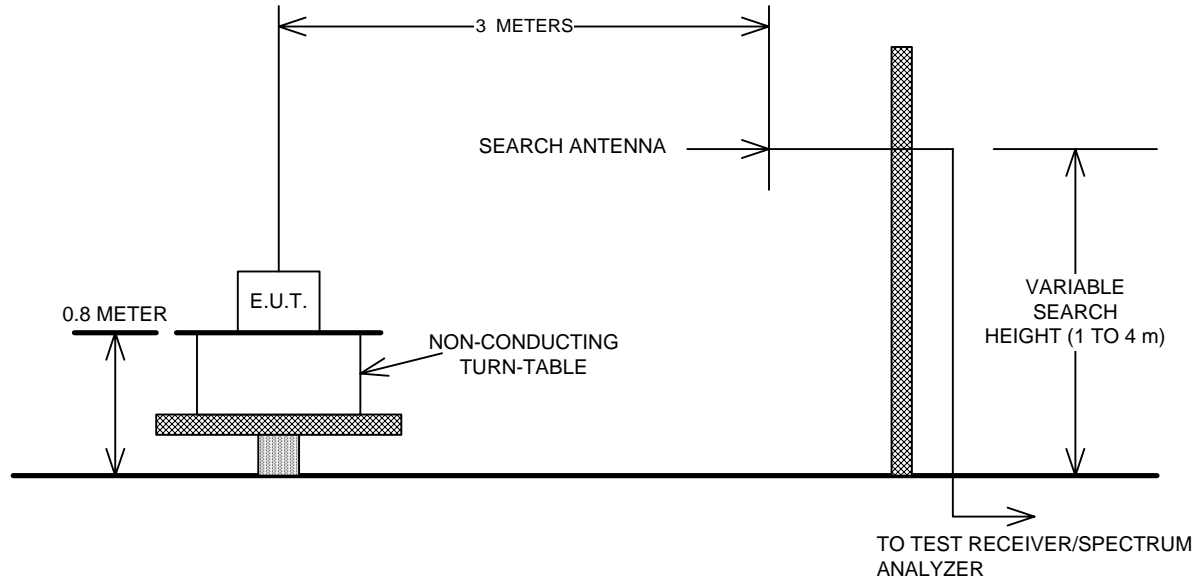 3 METERS
SEARCH ANTENNA
E.U.T.
0.8 METER
NON-CONDUCTING
TURN-TABLE
VARIABLE
SEARCH
HEIGHT (1 TO 4 m)
TO TEST RECEIVER/SPECTRUM
ANALYZER